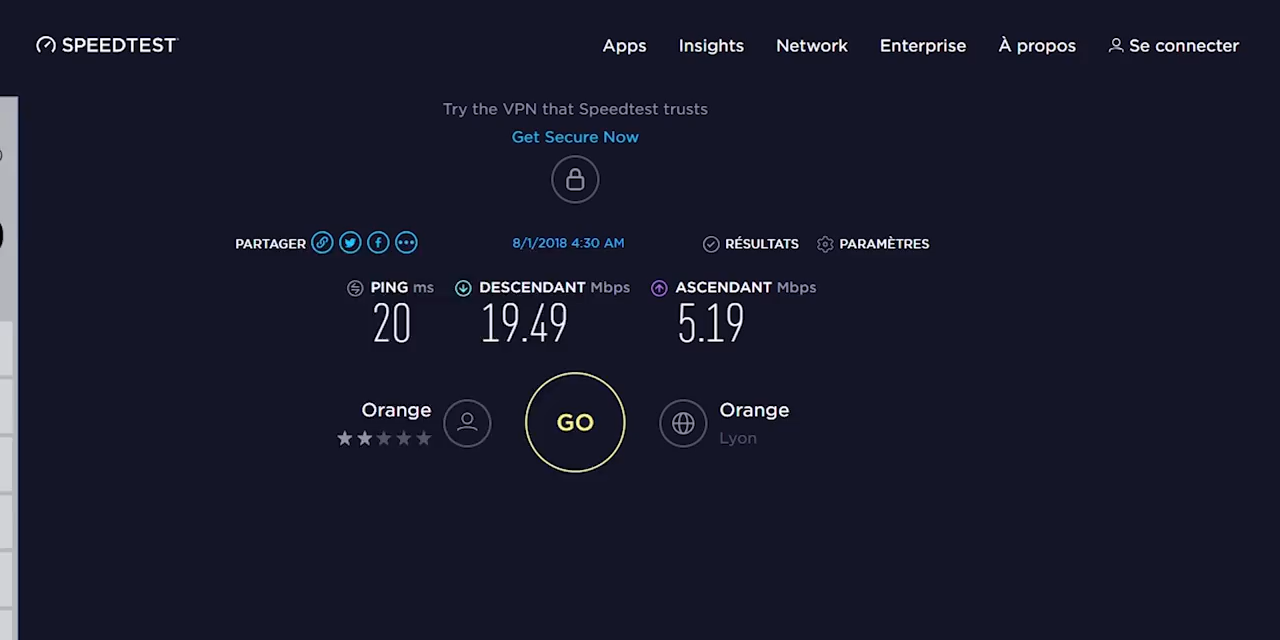 SPEEDTEST
Apps Insights Network Enterprise À propos Se connecter
Try the VPN that Speedtest trusts
Get Secure Now
PARTAGER 8/1/2018 4:30 AM RÉSULTATS PARAMÈTRES
PING ms DESCENDANT Mbps ASCENDANT Mbps
20 19.49 5.19
Orange GO Orange
Lyon